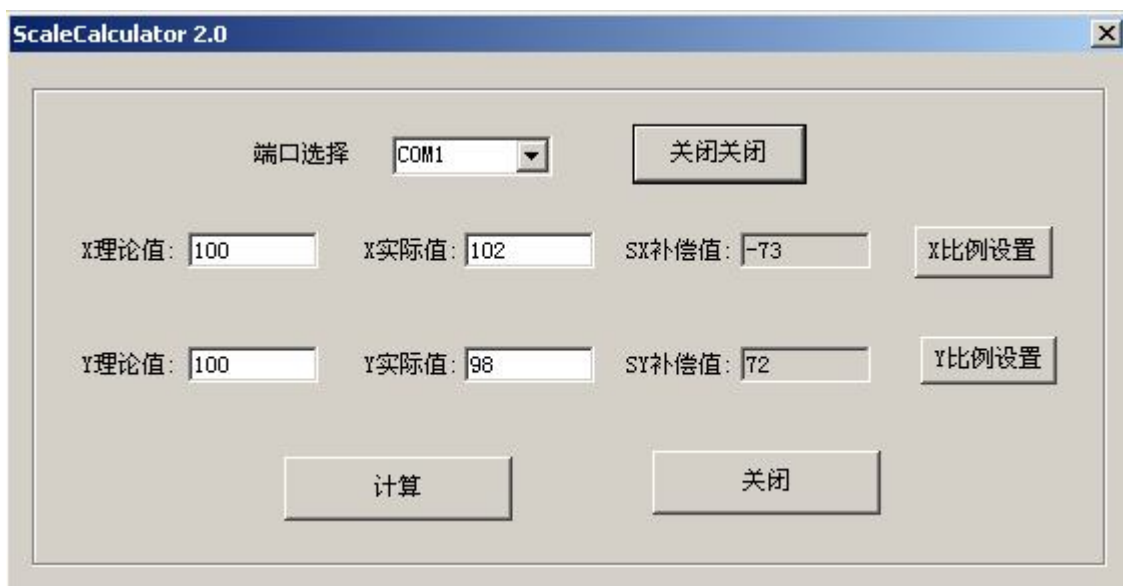 ScaleCalculator 2.0
端口选择 COM1 关闭关闭
X理论值: 100 X实际值: 102 SX补偿值: -73 X比例设置
Y理论值: 100 Y实际值: 98 SY补偿值: 72 Y比例设置
计算 关闭